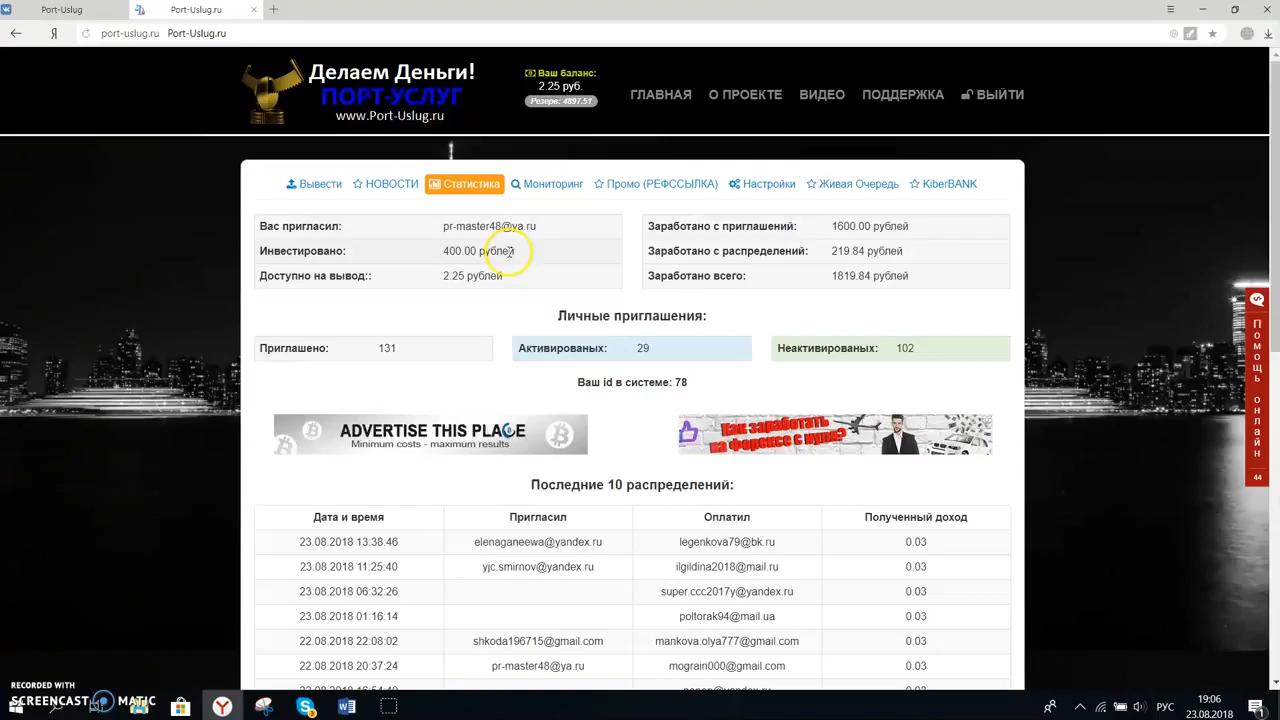 Port-Uslug
Port-Uslug.ru
port-uslug.ru Port-Uslug.ru
Делаем Деньги!
ПОРТ-УСЛУГ
www.Port-Uslug.ru
Ваш баланс:
2.25 руб.
Резерв: 4897.51
ГЛАВНАЯ О ПРОЕКТЕ ВИДЕО ПОДДЕРЖКА ВЫЙТИ
Вывести НОВОСТИ Статистика Мониторинг Промо (РЕФССЫЛКА) Настройки Живая Очередь KiberBANK
Вас пригласил: pr-master48@ya.ru
Инвестировано: 400.00 рублей
Доступно на вывод:: 2.25 рублей
Заработано с приглашений: 1600.00 рублей
Заработано с распределений: 219.84 рублей
Заработано всего: 1819.84 рублей
Личные приглашения:
Приглашено: 131 Активированых: 29 Неактивированых: 102
Ваш id в системе: 78
ADVERTISE THIS PLACE
Minimum costs - maximum results
Как заработать
на форексе с нуля?
Последние 10 распределений:
Дата и время Пригласил Оплатил Полученный доход
23.08.2018 13:38:46 elenaganeewa@yandex.ru legenkova79@bk.ru 0.03
23.08.2018 11:25:40 yjc.smirnov@yandex.ru ilgildina2018@mail.ru 0.03
23.08.2018 06:32:26 super.ccc2017y@yandex.ru 0.03
23.08.2018 01:16:14 poltorak94@mail.ua 0.03
22.08.2018 22:08:02 shkoda196715@gmail.com mankova.olya777@gmail.com 0.03
22.08.2018 20:37:24 pr-master48@ya.ru mograin000@gmail.com 0.03
Помощь онлайн
44
RECORDED WITH
SCREENCAST MATIC
РУС
19:06
23.08.2018